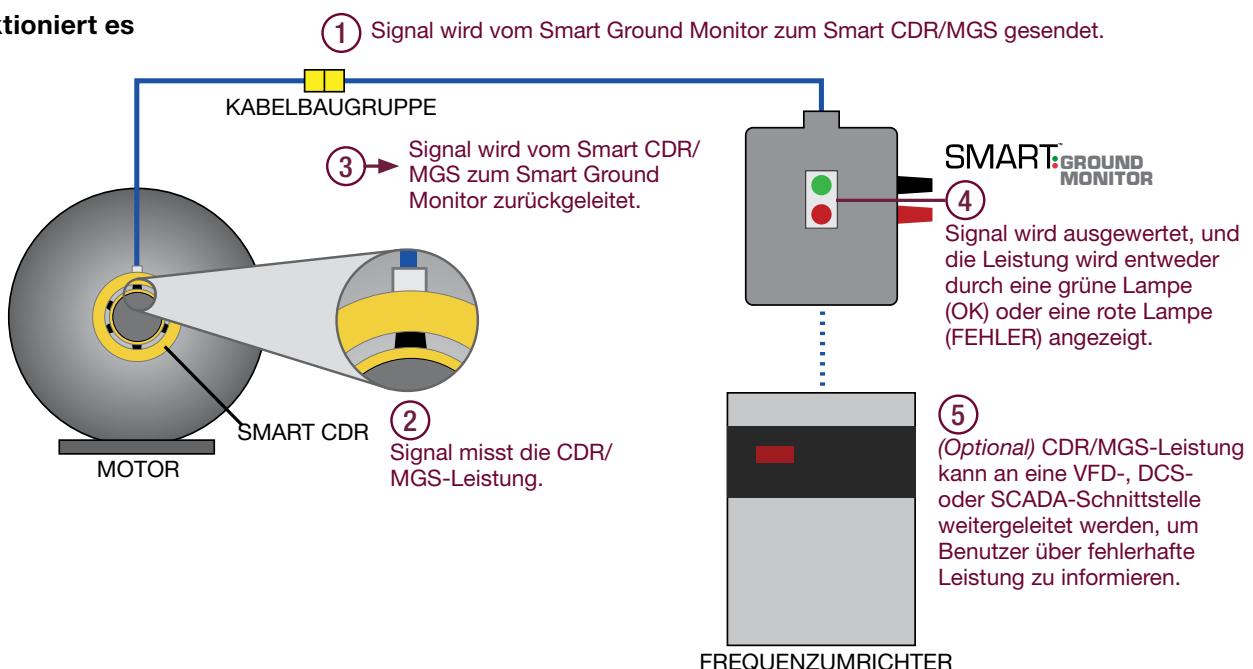 ktioniert es
1 Signal wird vom Smart Ground Monitor zum Smart CDR/MGS gesendet.
KABELBAUGRUPPE
3 Signal wird vom Smart CDR/
MGS zum Smart Ground
Monitor zurückgeleitet.
SMART™ GROUND
MONITOR
4
Signal wird ausgewertet, und
die Leistung wird entweder
durch eine grüne Lampe
(OK) oder eine rote Lampe
(FEHLER) angezeigt.
SMART CDR
MOTOR
2
Signal misst die CDR/
MGS-Leistung.
5
(Optional) CDR/MGS-Leistung
kann an eine VFD-, DCS-
oder SCADA-Schnittstelle
weitergeleitet werden, um
Benutzer über fehlerhafte
Leistung zu informieren.
FREQUENZUMRICHTER